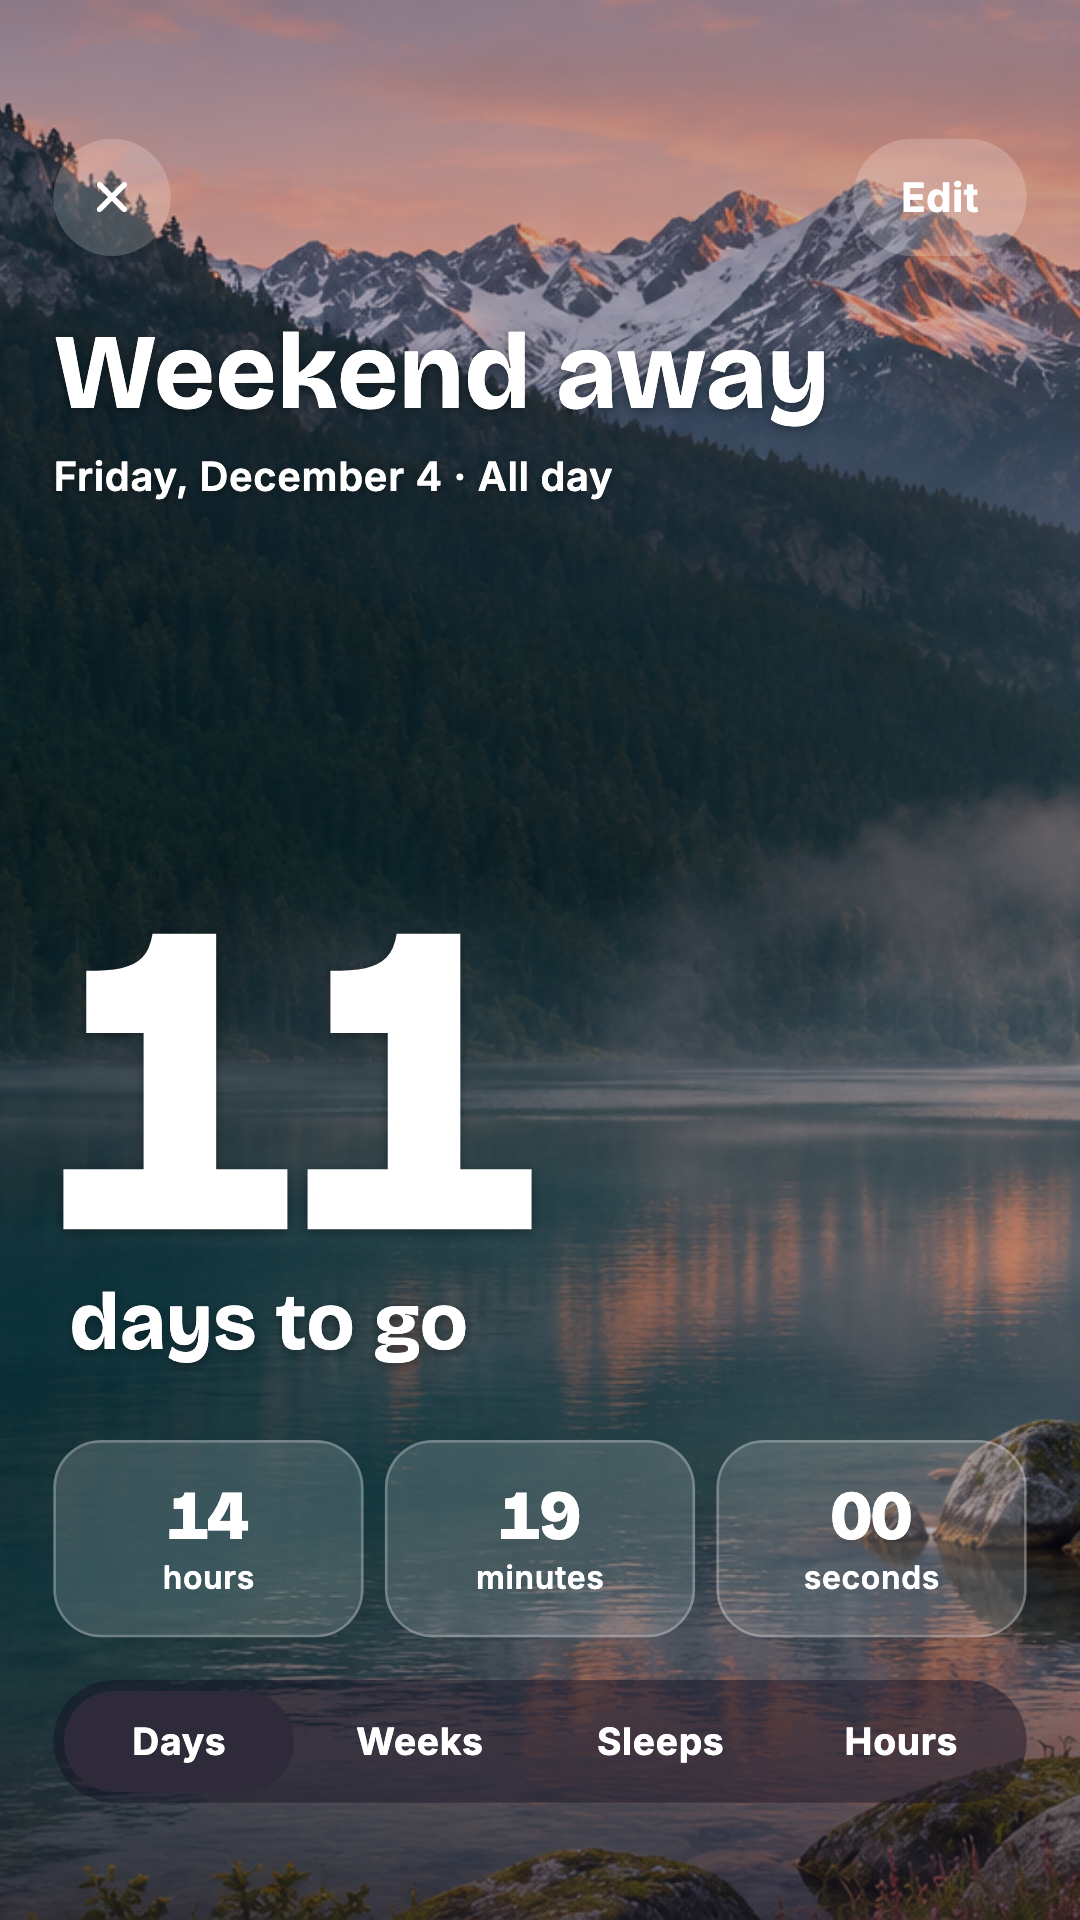 Edit
Weekend away
Friday, December 4 · All day
11
days to go
14 19 00
hours minutes seconds
Days Weeks Sleeps Hours